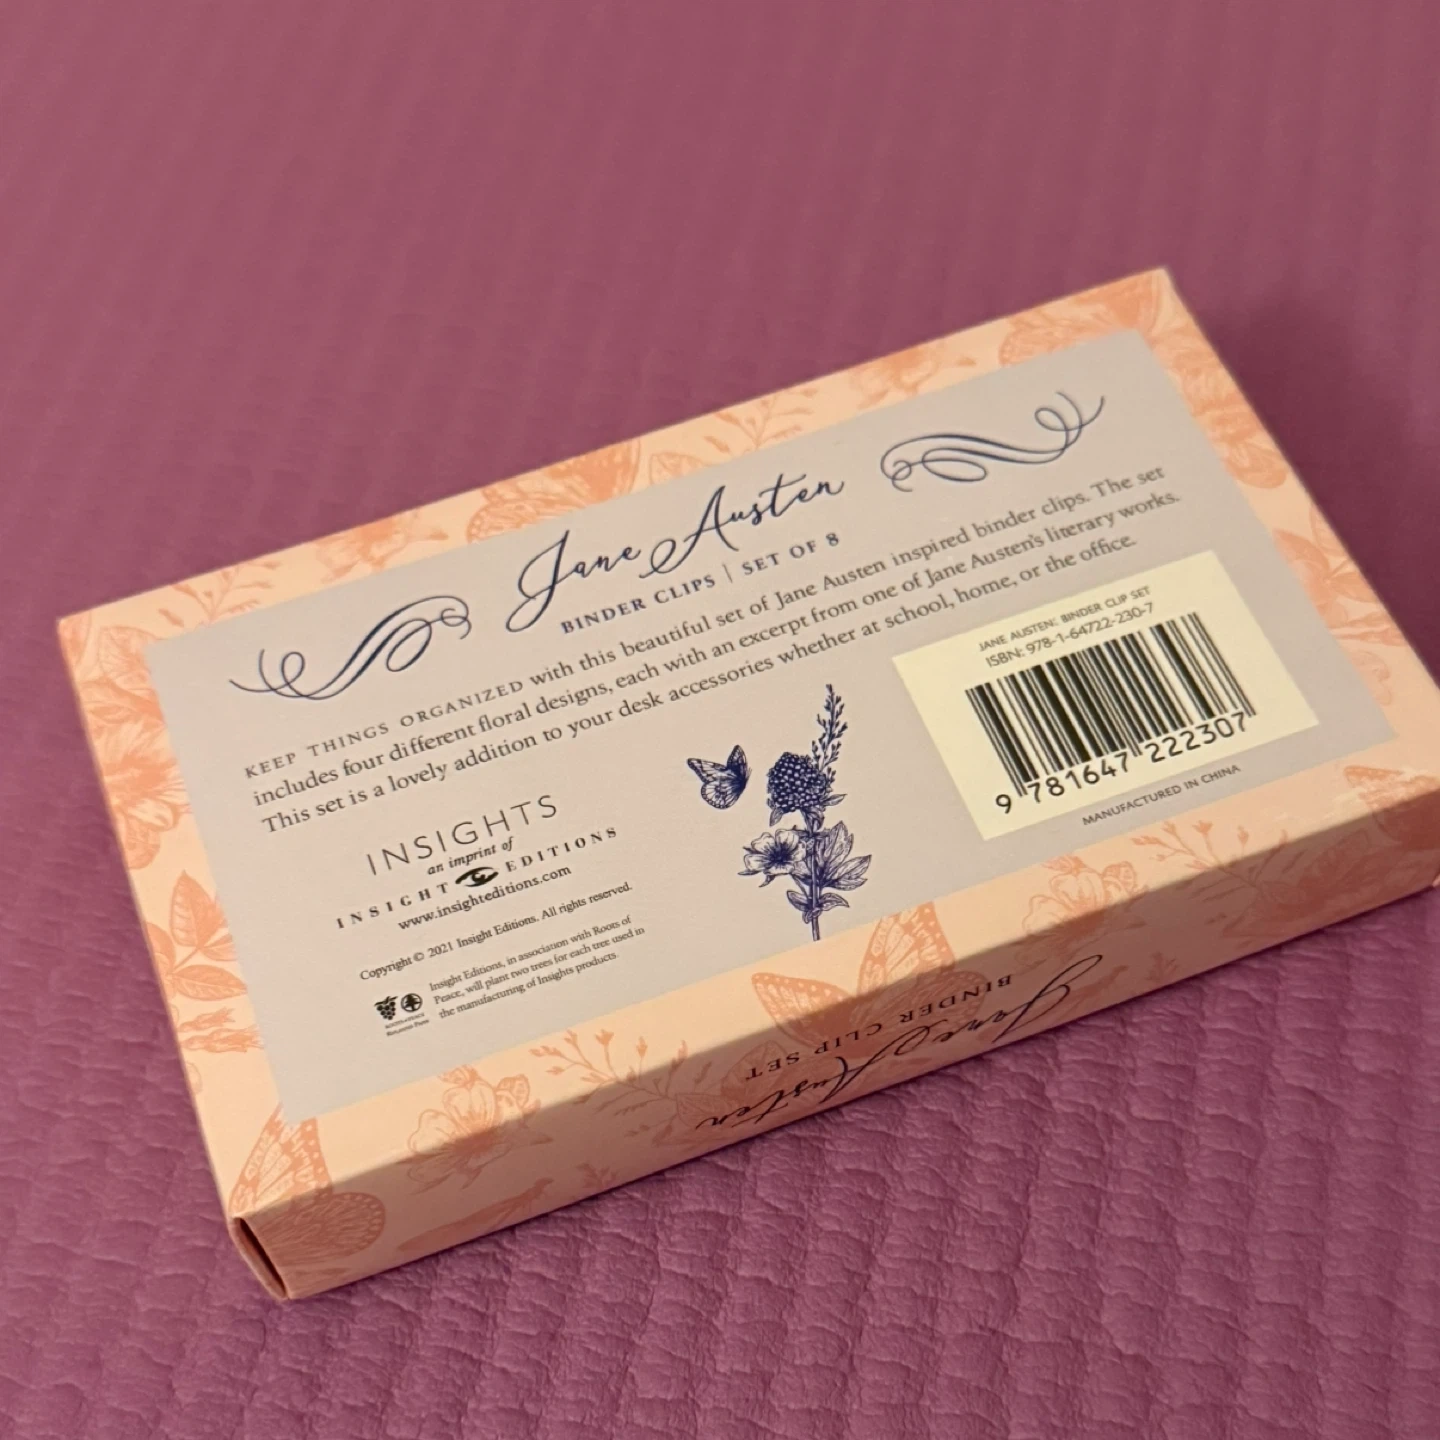 Jane Austen
BINDER CLIPS | SET OF 8
KEEP THINGS ORGANIZED with this beautiful set of Jane Austen inspired binder clips. The set
includes four different floral designs, each with an excerpt from one of Jane Austen's literary works.
This set is a lovely addition to your desk accessories whether at school, home, or the office.
INSIGHTS
an imprint of
INSIGHT EDITIONS
www.insighteditions.com
Copyright © 2021 Insight Editions. All rights reserved.
Insight Editions, in association with Roots of
Peace, will plant two trees for each tree used in
the manufacturing of Insights products.
JANE AUSTEN: BINDER CLIP SET
ISBN: 978-1-64722-230-7
9 781647 222307
MANUFACTURED IN CHINA
Jane Austen
BINDER CLIP SET